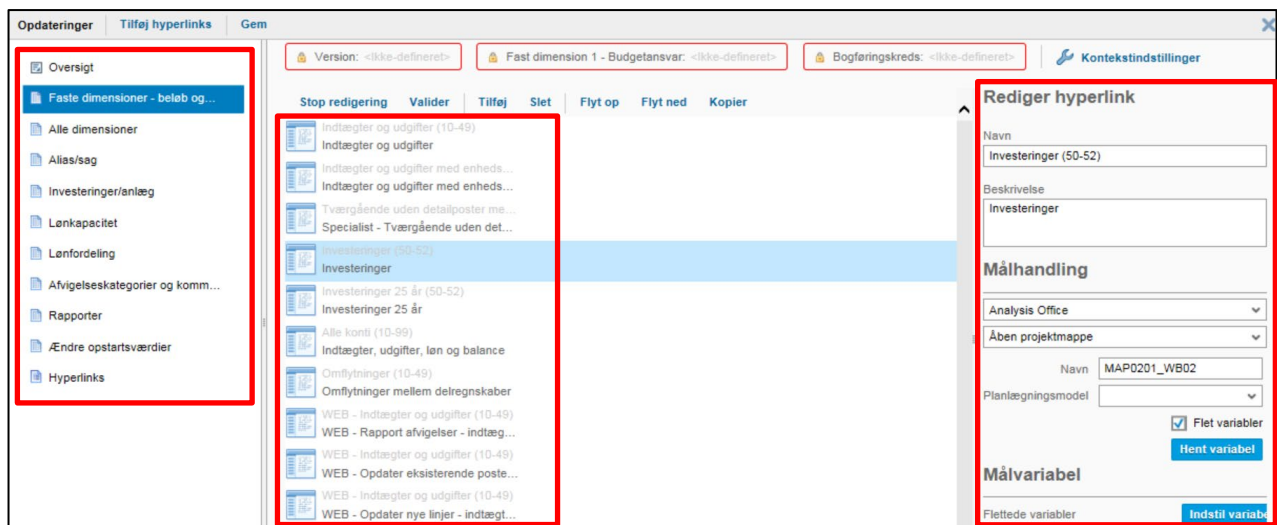 Opdateringer Tilføj hyperlinks Gem
Version: <Ikke-defineret> Fast dimension 1 - Budgetansvar: <Ikke-defineret> Bogføringskreds: <Ikke-defineret> Kontekstindstillinger
Oversigt
Faste dimensioner - beløb og...
Alle dimensioner
Alias/sag
Investeringer/anlæg
Lønkapacitet
Lønfordeling
Afvigelseskategorier og komm...
Rapporter
Ændre opstartsværdier
Hyperlinks
Stop redigering Valider Tilføj Slet Flyt op Flyt ned Kopier
Indtægter og udgifter (10-49)
Indtægter og udgifter
Indtægter og udgifter med enheds...
Indtægter og udgifter med enheds...
Tværgående uden detailposter me...
Specialist - Tværgående uden det...
Investeringer (50-52)
Investeringer
Investeringer 25 år (50-52)
Investeringer 25 år
Alle konti (10-99)
Indtægter, udgifter, løn og balance
Omflytninger (10-49)
Omflytninger mellem delregnskaber
WEB - Indtægter og udgifter (10-49)
WEB - Rapport afvigelser - indtæg...
WEB - Indtægter og udgifter (10-49)
WEB - Opdater eksisterende poste...
WEB - Indtægter og udgifter (10-49)
WEB - Opdater nye linjer - indtægt...
Rediger hyperlink
Navn
Investeringer (50-52)
Beskrivelse
Investeringer
Målhandling
Analysis Office
Åben projektmappe
Navn MAP0201_WB02
Planlægningsmodel
Flet variabler
Hent variabel
Målvariabel
Flettede variabler Indstil variabe